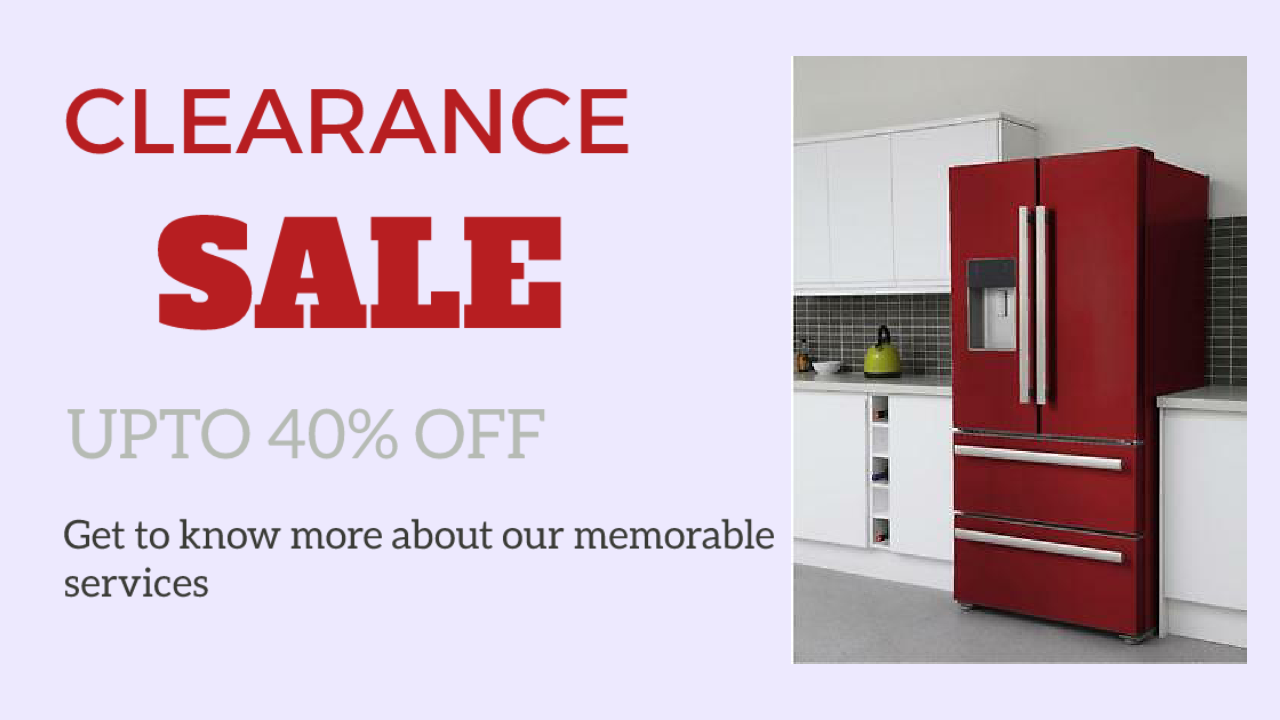 CLEARANCE
SALE
UPTO 40% OFF
Get to know more about our memorable
services